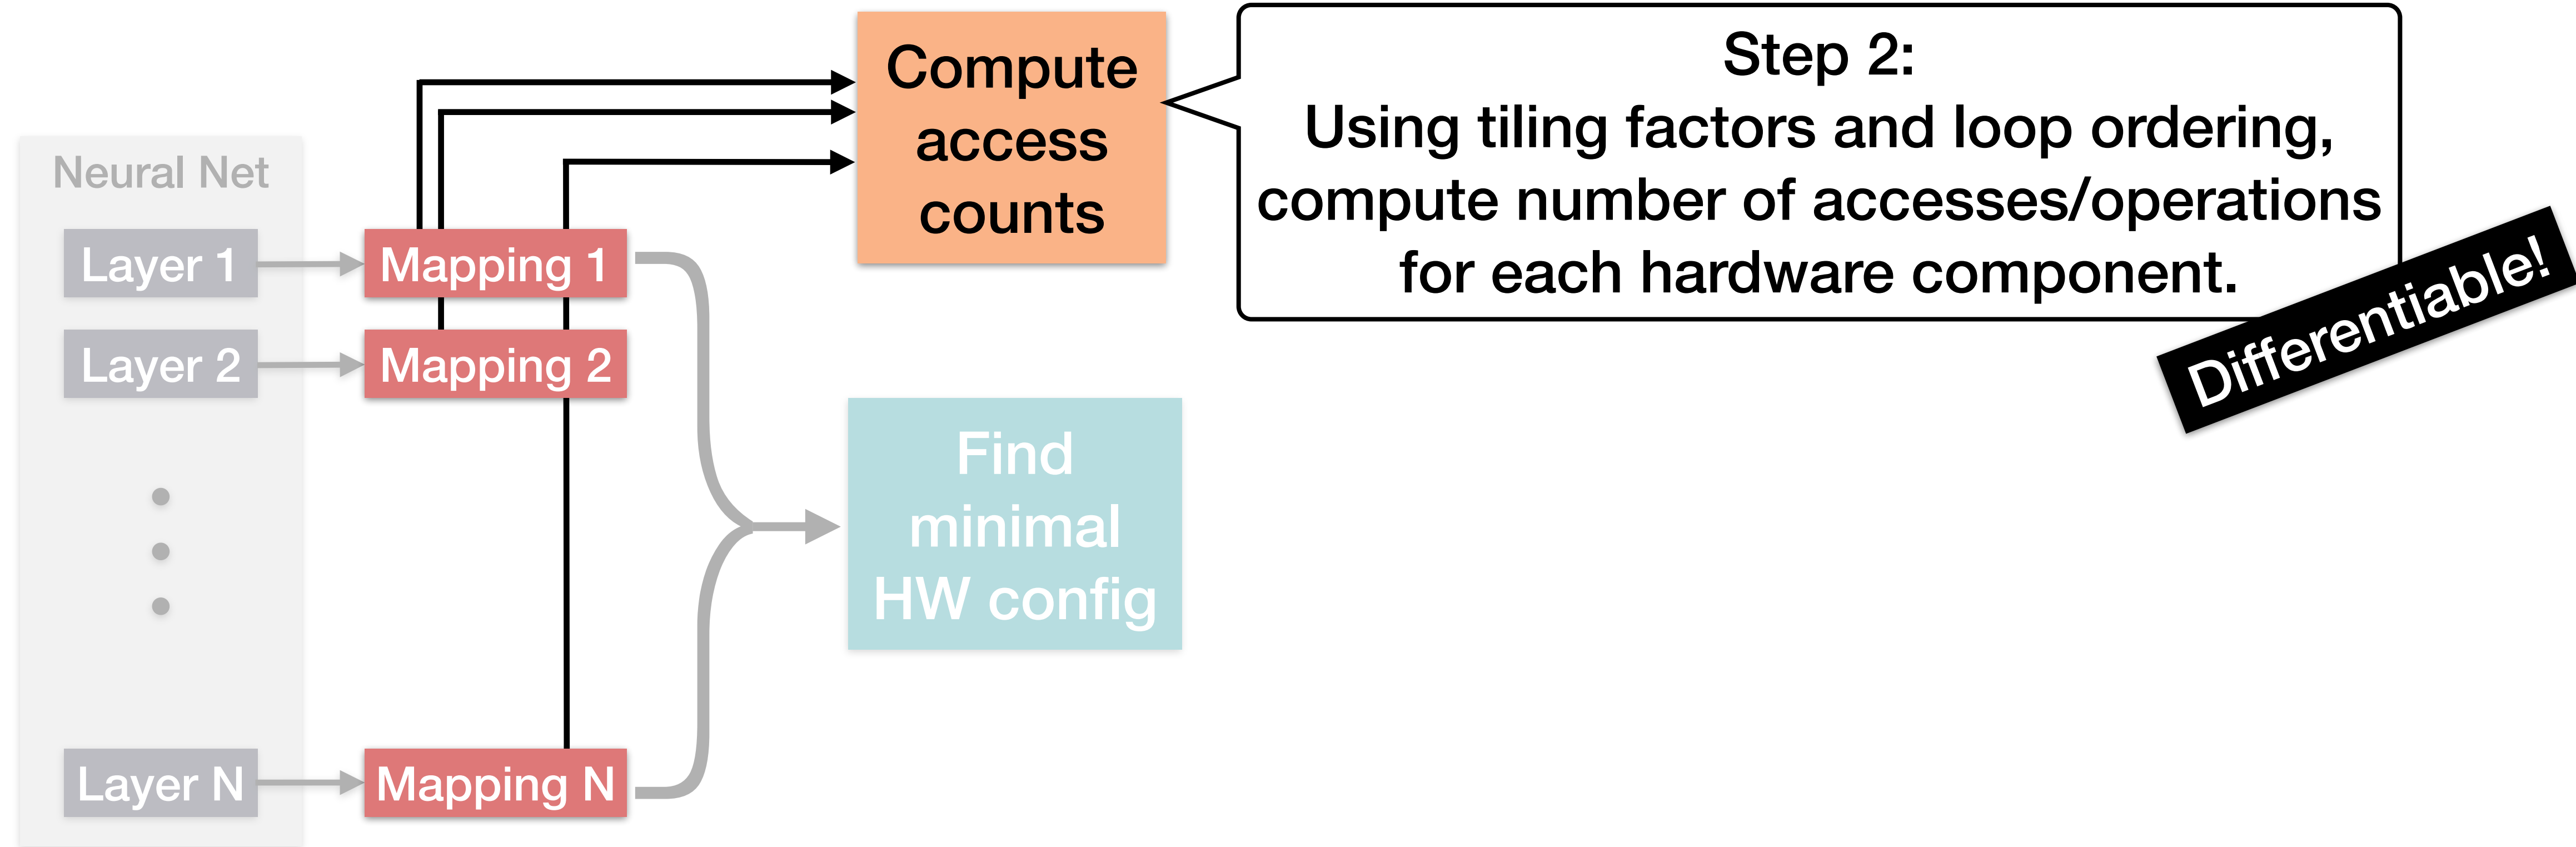 Neural Net
Layer 1
Layer 2
Layer N
Mapping 1
Mapping 2
Mapping N
Compute
access
counts
Find
minimal
HW config
Step 2:
Using tiling factors and loop ordering,
compute number of accesses/operations
for each hardware component.
Differentiable!